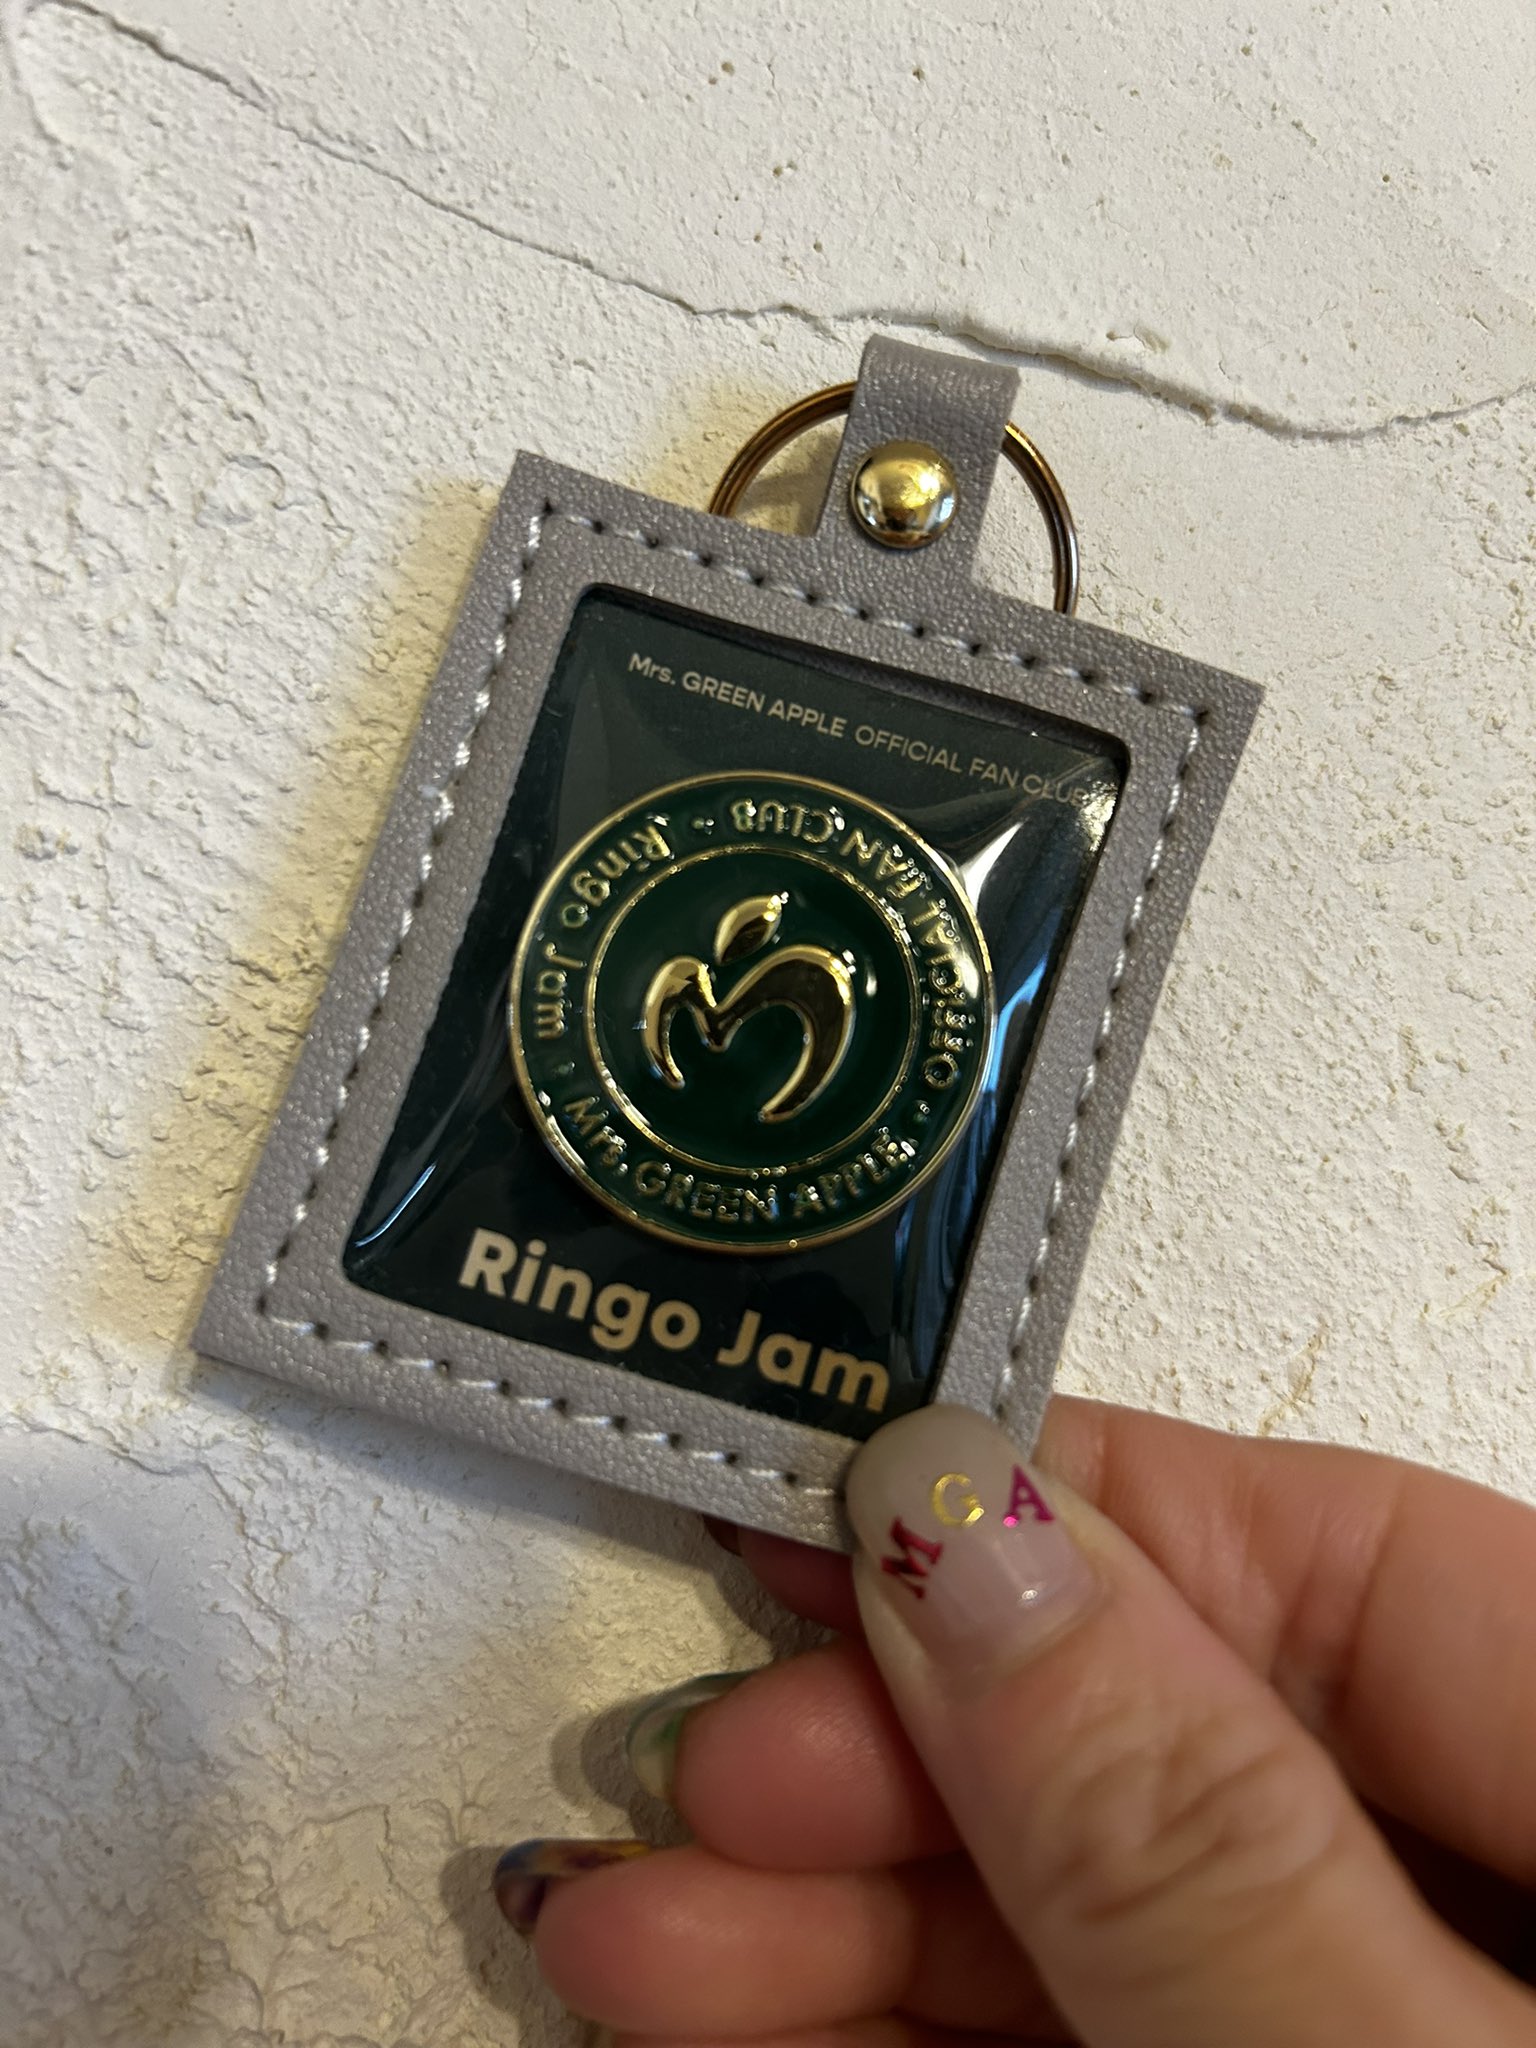 Mrs. GREEN APPLE OFFICIAL FAN CLUB
Ringo Jam · Mrs. GREEN APPLE · OFFICIAL FAN CLUB ·
Ringo Jam
MGA